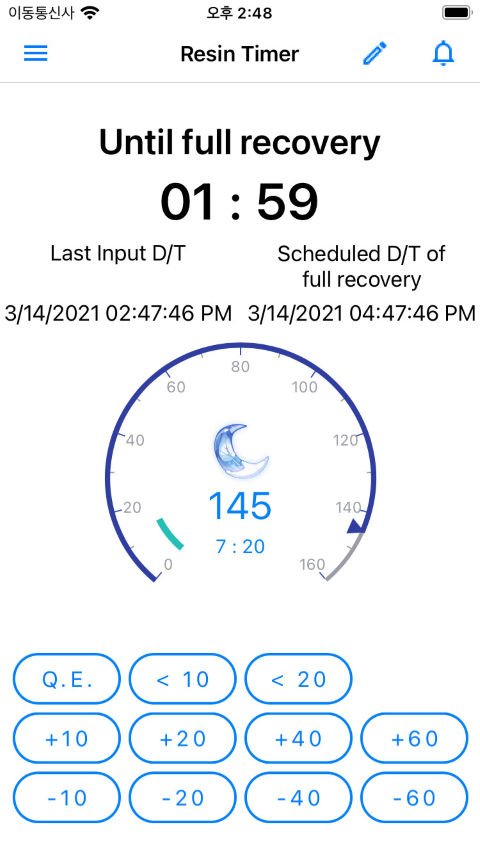 이동통신사 오후 2:48
Resin Timer
Until full recovery
01 : 59
Last Input D/T
Scheduled D/T of
full recovery
3/14/2021 02:47:46 PM 3/14/2021 04:47:46 PM
80
60 100
40 120
20 140
0 160
145
7 : 20
Q.E. < 10 < 20
+10 +20 +40 +60
-10 -20 -40 -60